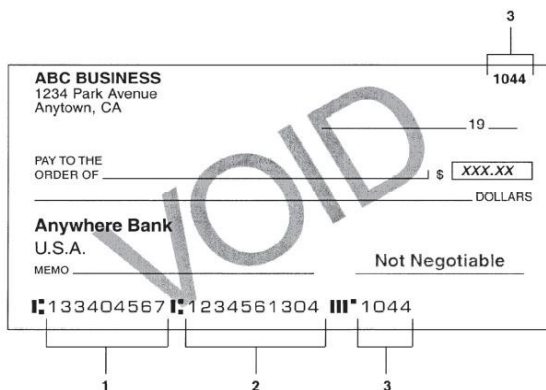 3
ABC BUSINESS 1044
1234 Park Avenue
Anytown, CA
19
PAY TO THE
ORDER OF $ XXX.XX
DOLLARS
VOID
Anywhere Bank
U.S.A.
MEMO Not Negotiable
⑆133404567⑆1234561304⑈1044
1 2 3